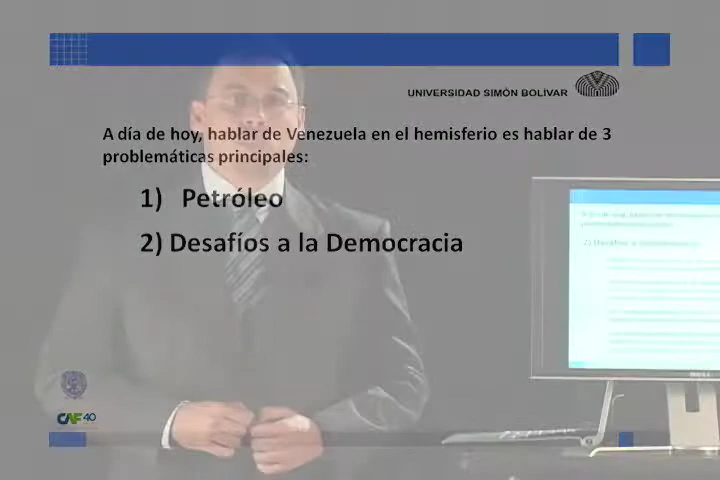 UNIVERSIDAD SIMÓN BOLÍVAR
A día de hoy, hablar de Venezuela en el hemisferio es hablar de 3
problemáticas principales:
1) Petróleo
2) Desafíos a la Democracia
CAF 40